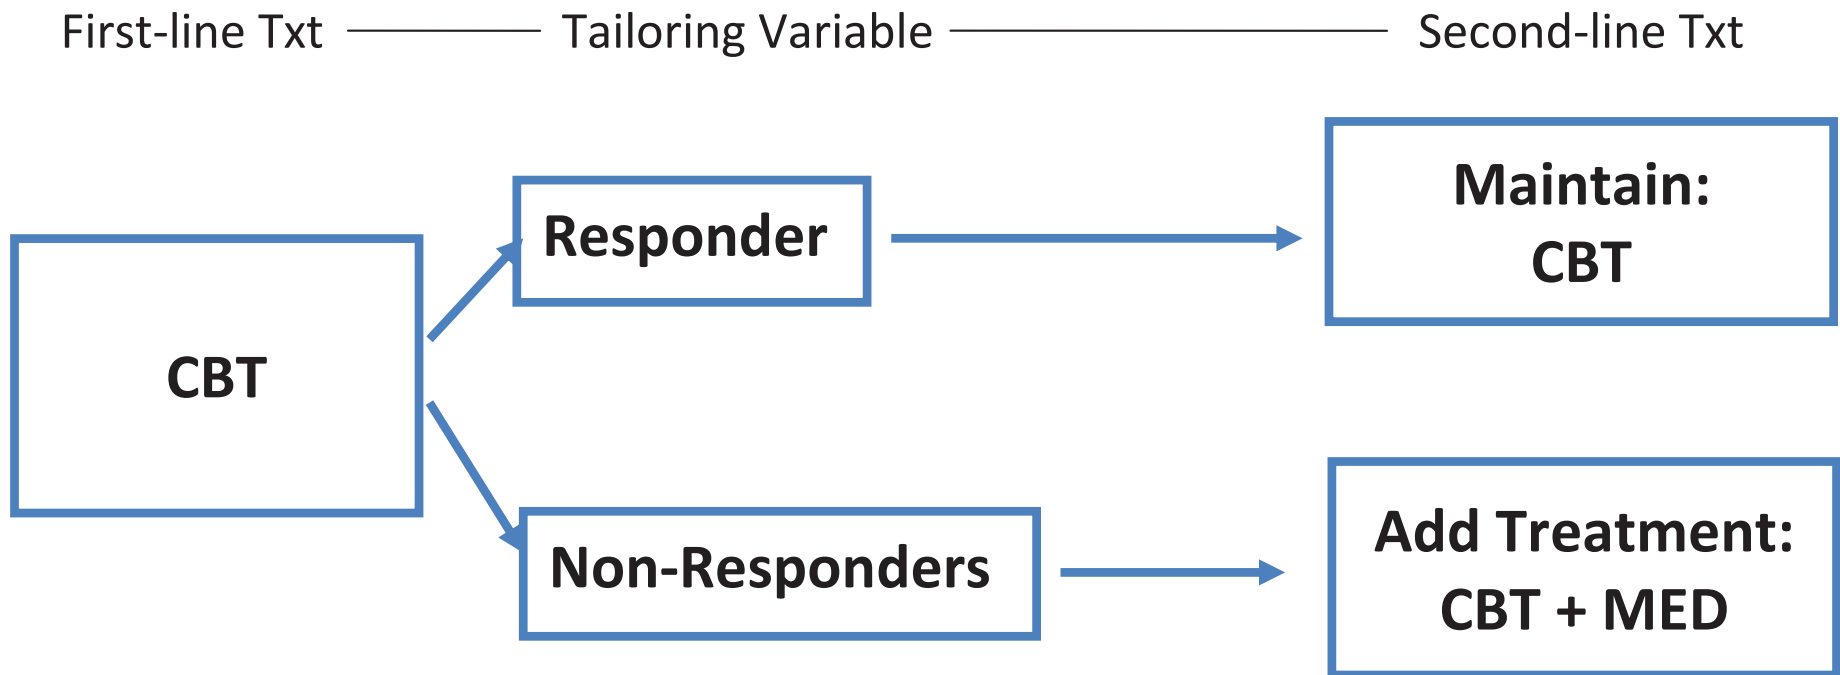 First-line Txt
Tailoring Variable
Second-line Txt
CBT
Responder
Maintain:
CBT
Non-Responders
Add Treatment:
CBT + MED